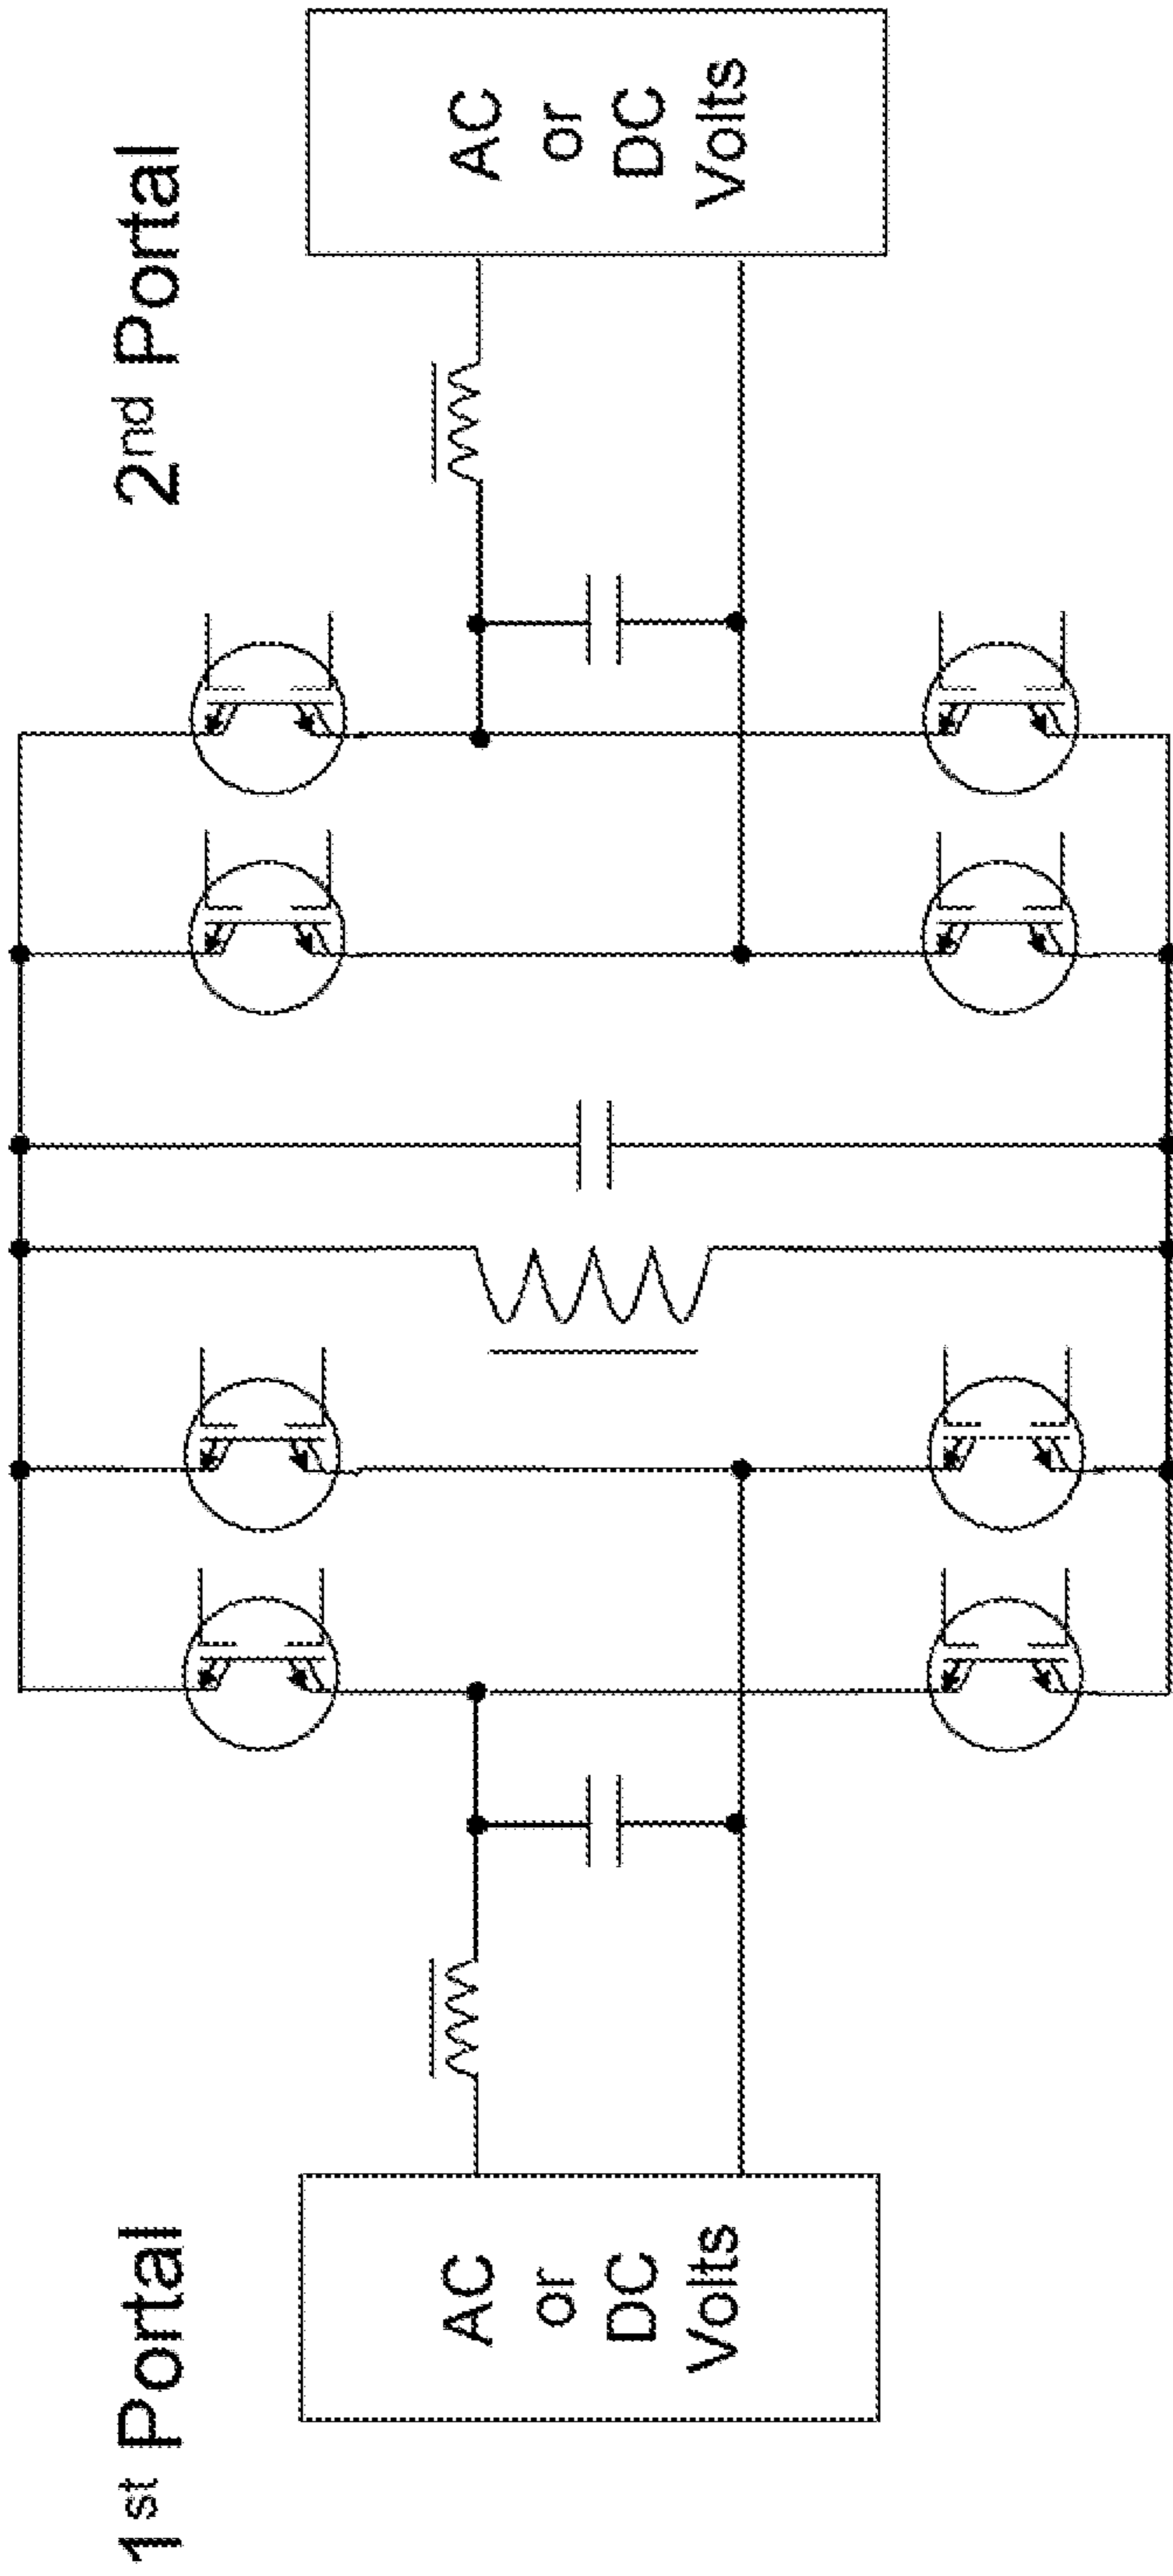 1st Portal
AC
or
DC
Volts
2nd Portal
AC
or
DC
Volts